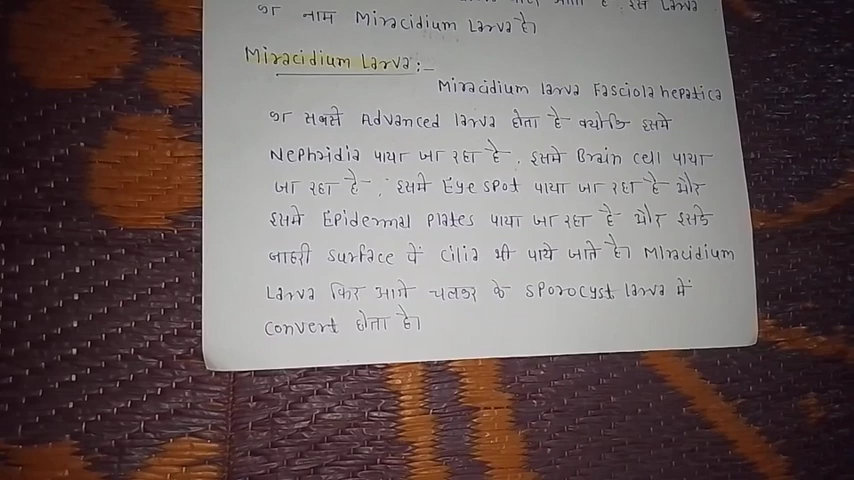 है, इस Larva
का नाम Miracidium Larva है।
Miracidium Larva:-
Miracidium larva Fasciola hepatica
का सबसे Advanced larva होता है क्योकि इसमे
Nephridia पाया जा रहा है, इसमे Brain cell पाया
जा रहा है, इसमे Eye spot पाया जा रहा है और
इसमे Epidermal Plates पाया जा रहा है और इसके
बाहरी Surface में Cilia भी पाये जाते है। Miracidium
Larva फिर आगे चलकर के Sporocyst larva में
Convert होता है।